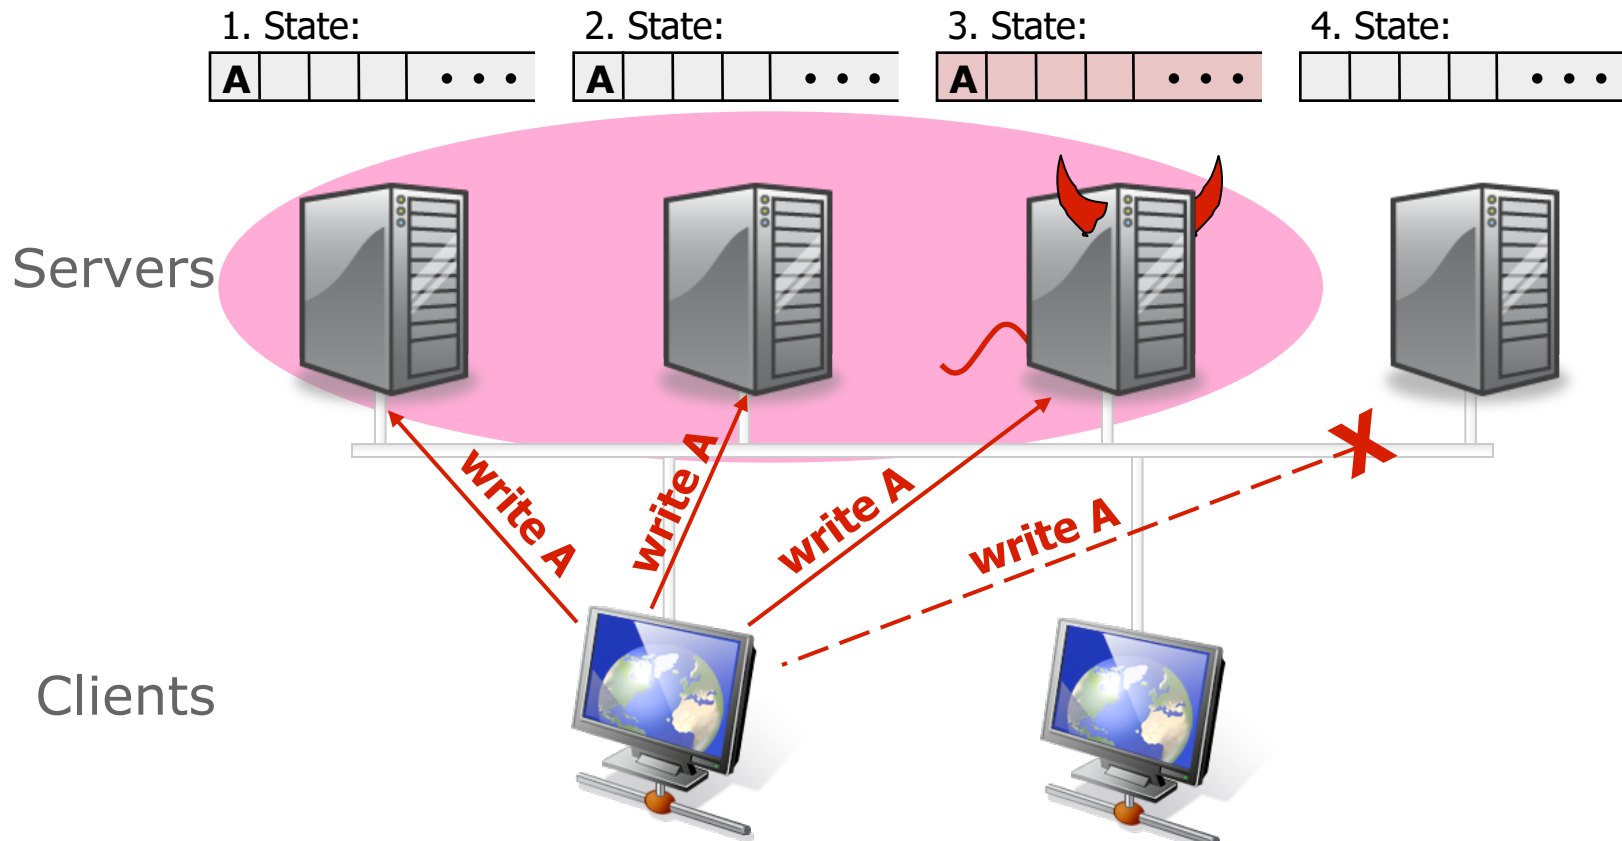 1. State:
2. State:
3. State:
4. State:
A • • •
A • • •
A • • •
• • •
Servers
write A
write A
write A
write A
X
Clients